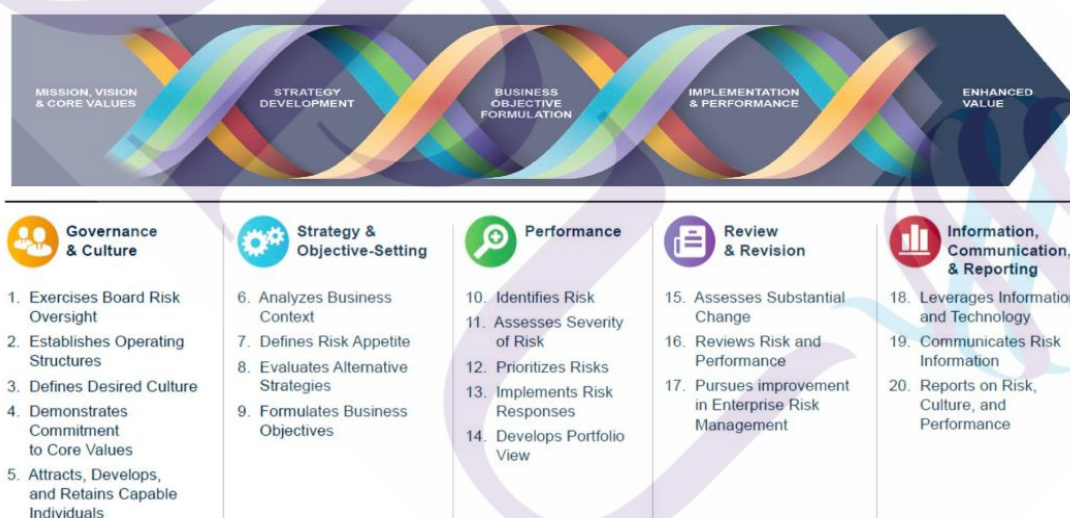 MISSION, VISION
& CORE VALUES
STRATEGY
DEVELOPMENT
BUSINESS
OBJECTIVE
FORMULATION
IMPLEMENTATION
& PERFORMANCE
ENHANCED
VALUE
Governance
& Culture
1. Exercises Board Risk
Oversight
2. Establishes Operating
Structures
3. Defines Desired Culture
4. Demonstrates
Commitment
to Core Values
5. Attracts, Develops,
and Retains Capable
Individuals
Strategy &
Objective-Setting
6. Analyzes Business
Context
7. Defines Risk Appetite
8. Evaluates Alternative
Strategies
9. Formulates Business
Objectives
Performance
10. Identifies Risk
11. Assesses Severity
of Risk
12. Prioritizes Risks
13. Implements Risk
Responses
14. Develops Portfolio
View
Review
& Revision
15. Assesses Substantial
Change
16. Reviews Risk and
Performance
17. Pursues improvement
in Enterprise Risk
Management
Information,
Communication,
& Reporting
18. Leverages Information
and Technology
19. Communicates Risk
Information
20. Reports on Risk,
Culture, and
Performance